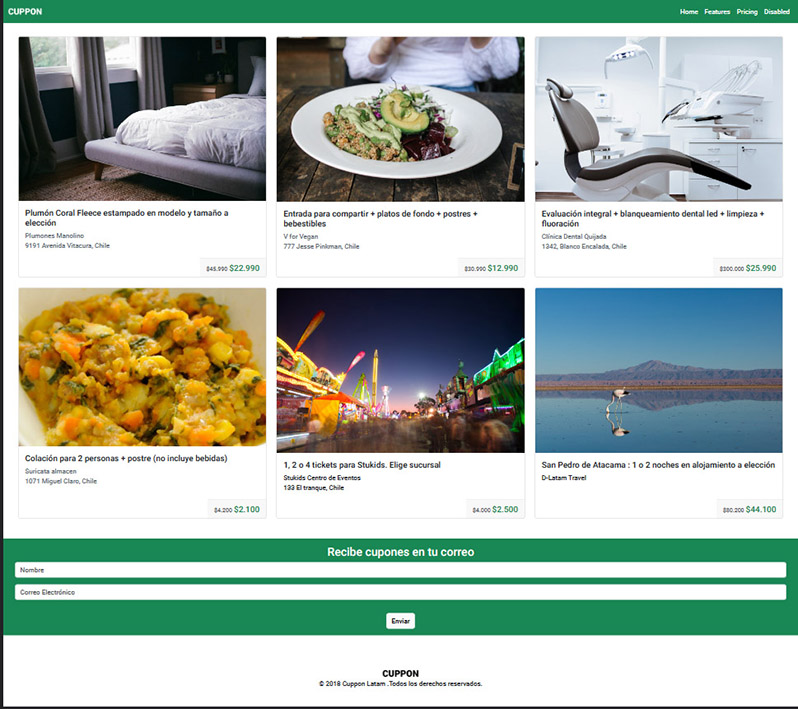 CUPPON
Home Features Pricing Disabled
Plumón Coral Fleece estampado en modelo y tamaño a
elección
Plumones Manolino
9191 Avenida Vitacura, Chile
$45.990 $22.990
Entrada para compartir + platos de fondo + postres +
bebestibles
V for Vegan
777 Jesse Pinkman, Chile
$30.990 $12.990
Evaluación integral + blanqueamiento dental led + limpieza +
fluoración
Clínica Dental Quijada
1342, Blanco Encalada, Chile
$300.000 $25.990
Colación para 2 personas + postre (no incluye bebidas)
Suricata almacen
1071 Miguel Claro, Chile
$4.200 $2.100
1, 2 o 4 tickets para Stukids. Elige sucursal
Stukids Centro de Eventos
133 El tranque, Chile
$4.000 $2.500
San Pedro de Atacama : 1 o 2 noches en alojamiento a elección
D-Latam Travel
$80.200 $44.100
Recibe cupones en tu correo
Nombre
Correo Electrónico
Enviar
CUPPON
© 2018 Cuppon Latam .Todos los derechos reservados.